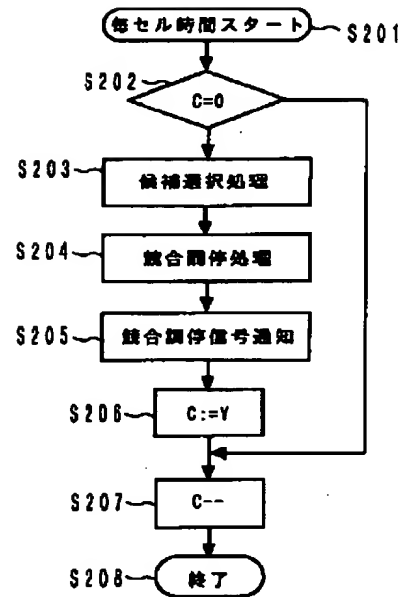 毎セル時間スタート
S201
S202
C=0
S203
候補選択処理
S204
競合調停処理
S205
競合調停信号通知
S206
C:=Y
S207
C--
S208
終了